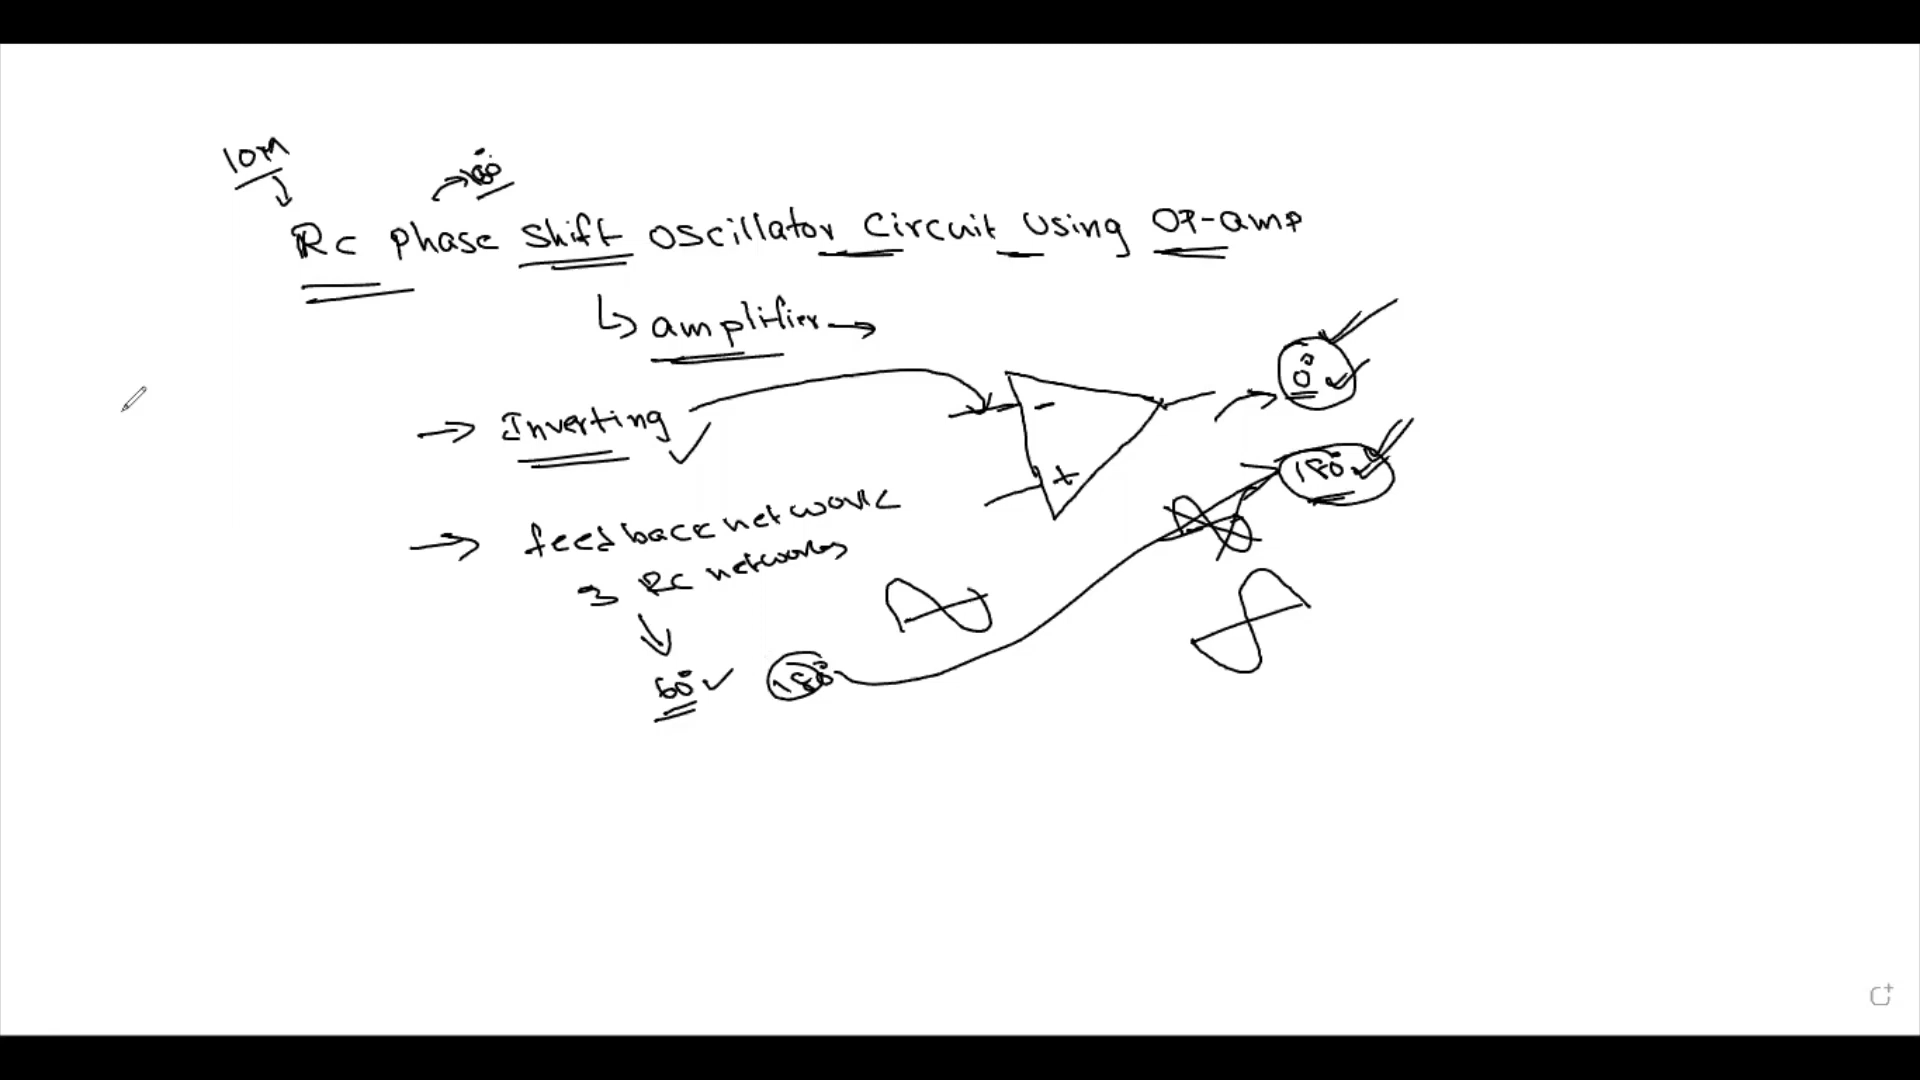 10M
180°
RC phase shift oscillator circuit using OP-amp
↳ amplifier →
0°
→ Inverting ✓
-
+
180°
→ feedback network
3 RC networks
60° ✓ 180°